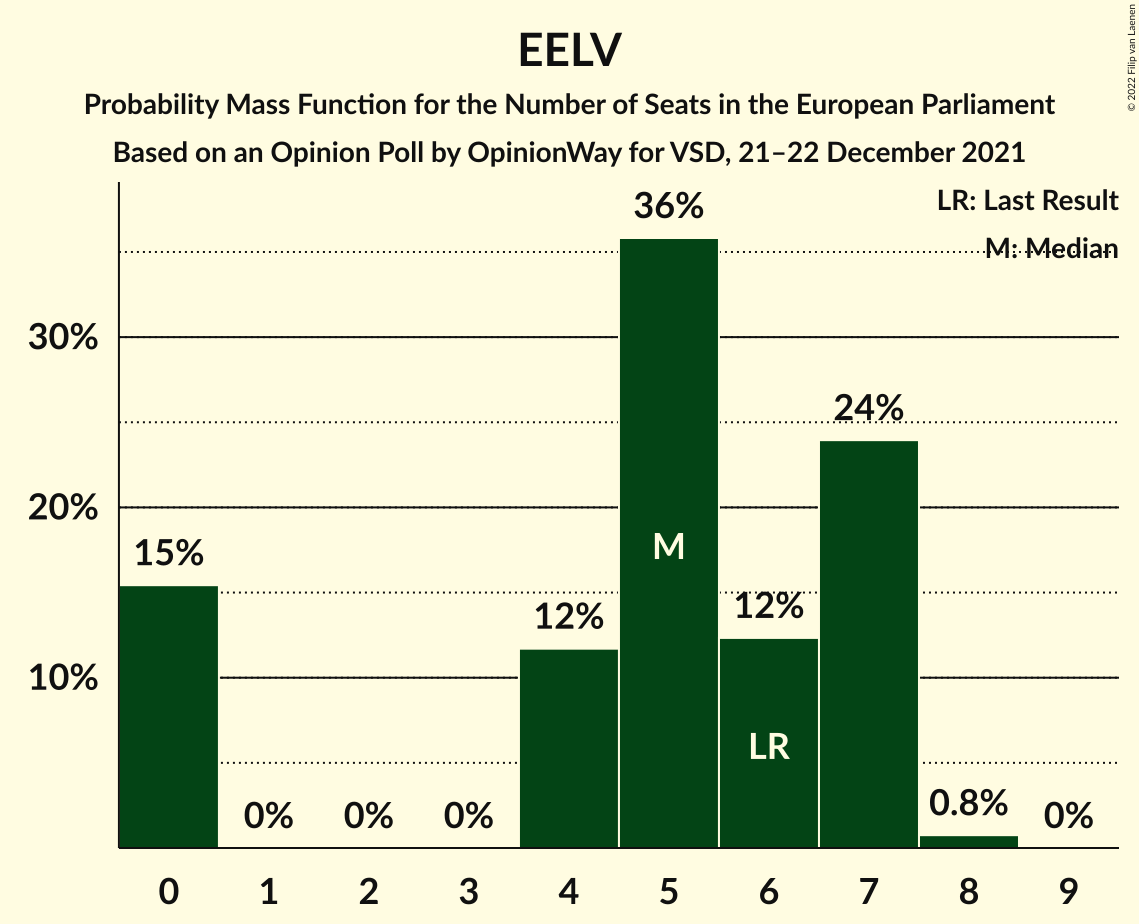 EELV
Probability Mass Function for the Number of Seats in the European Parliament
Based on an Opinion Poll by OpinionWay for VSD, 21–22 December 2021
© 2022 Filip van Laenen
LR: Last Result
M: Median
36%
30%
24%
20%
15%
M
12%
12%
10%
LR
0%
0%
0%
0.8%
0%
0 1 2 3 4 5 6 7 8 9